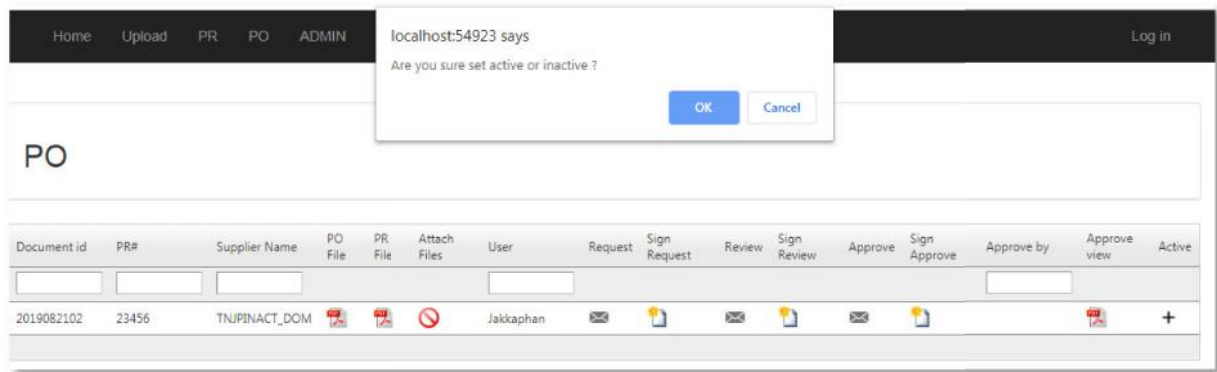 Home Upload PR PO ADMIN Log in
localhost:54923 says
Are you sure set active or inactive ?
OK Cancel
PO
Document id PR# Supplier Name PO File PR File Attach Files User Request Sign Request Review Sign Review Approve Sign Approve Approve by Approve view Active
2019082102 23456 TNJPINACT_DOM Jakkaphan +